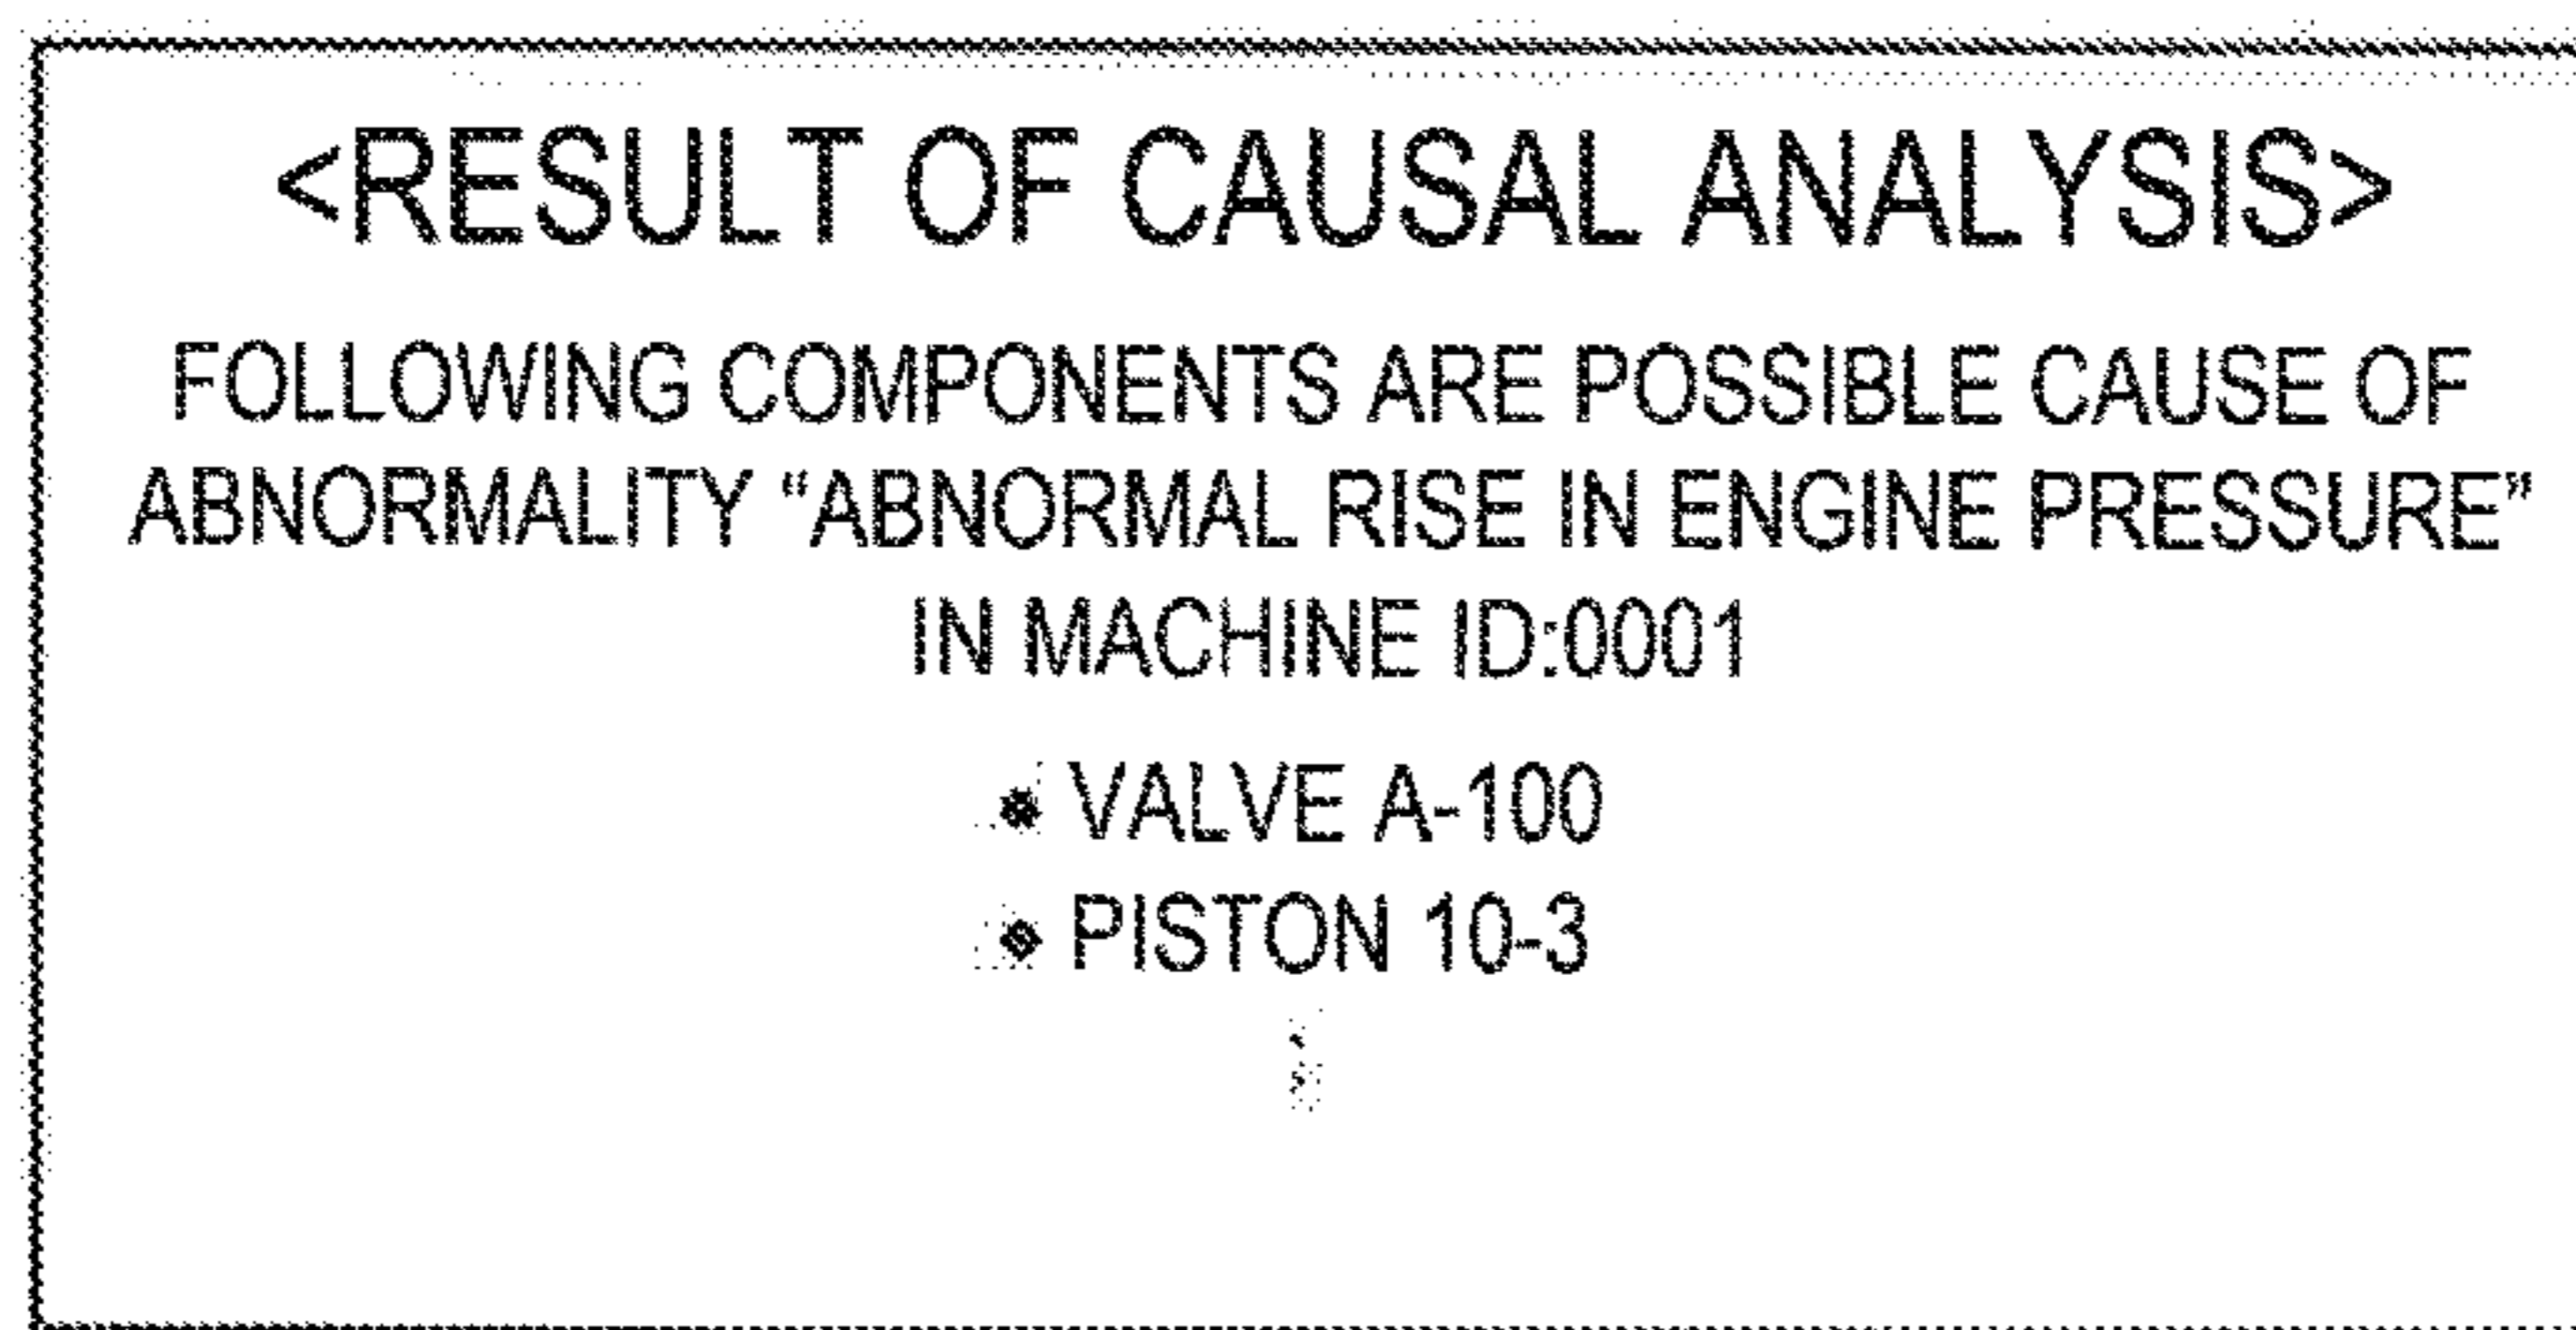 <RESULT OF CAUSAL ANALYSIS>
FOLLOWING COMPONENTS ARE POSSIBLE CAUSE OF
ABNORMALITY “ABNORMAL RISE IN ENGINE PRESSURE”
IN MACHINE ID:0001
• VALVE A-100
• PISTON 10-3